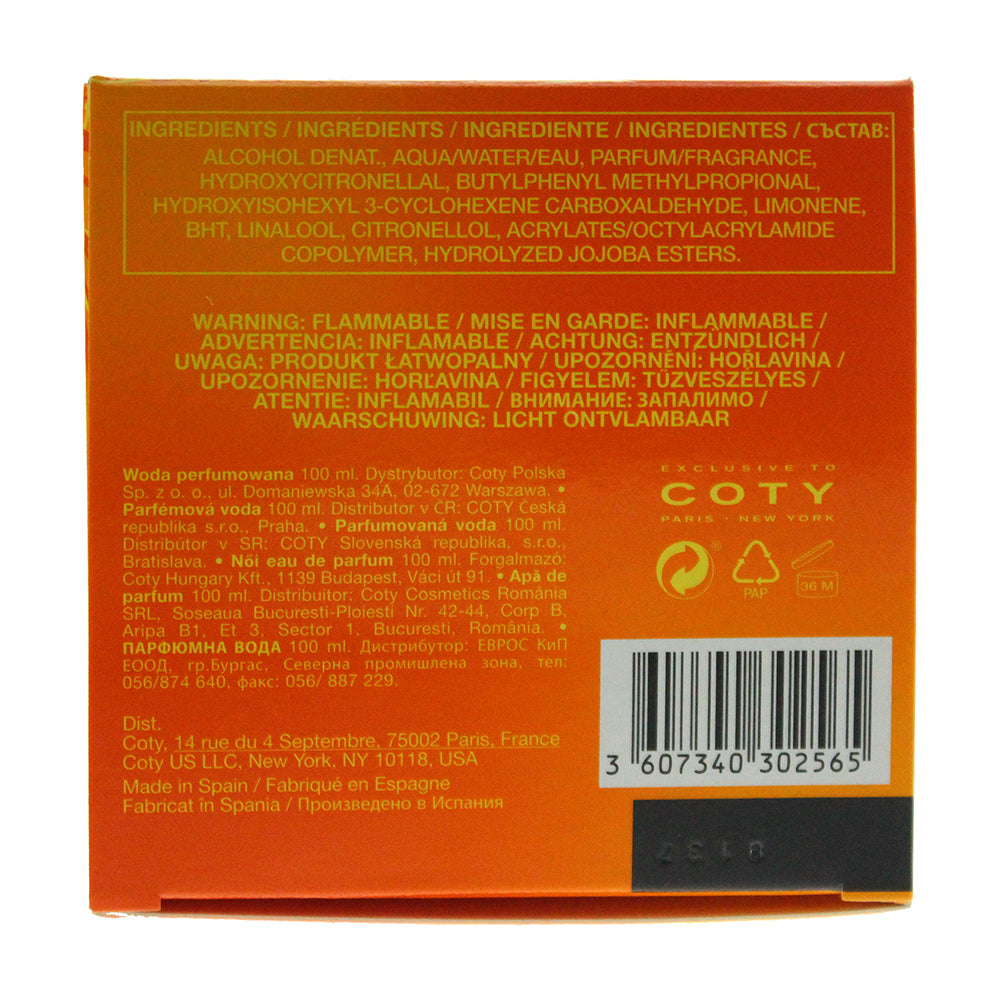 INGREDIENTS / INGRÉDIENTS / INGREDIENTE / INGREDIENTES / СЪСТАВ:
ALCOHOL DENAT., AQUA/WATER/EAU, PARFUM/FRAGRANCE,
HYDROXYCITRONELLAL, BUTYLPHENYL METHYLPROPIONAL,
HYDROXYISOHEXYL 3-CYCLOHEXENE CARBOXALDEHYDE, LIMONENE,
BHT, LINALOOL, CITRONELLOL, ACRYLATES/OCTYLACRYLAMIDE
COPOLYMER, HYDROLYZED JOJOBA ESTERS.
WARNING: FLAMMABLE / MISE EN GARDE: INFLAMMABLE /
ADVERTENCIA: INFLAMABLE / ACHTUNG: ENTZÜNDLICH /
UWAGA: PRODUKT ŁATWOPALNY / UPOZORNĚNÍ: HOŘLAVINA /
UPOZORNENIE: HORĽAVINA / FIGYELEM: TŰZVESZÉLYES /
ATENTIE: INFLAMABIL / ВНИМАНИЕ: ЗАПАЛИМО /
WAARSCHUWING: LICHT ONTVLAMBAAR
Woda perfumowana 100 ml. Dystrybutor: Coty Polska
Sp. z o. o., ul. Domaniewska 34A, 02-672 Warszawa. •
Parfémová voda 100 ml. Distributor v ČR: COTY Česká
republika s.r.o., Praha. • Parfumovaná voda 100 ml.
Distribútor v SR: COTY Slovenská republika, s.r.o.,
Bratislava. • Női eau de parfum 100 ml. Forgalmazó:
Coty Hungary Kft., 1139 Budapest, Váci út 91. • Apă de
parfum 100 ml. Distribuitor: Coty Cosmetics România
SRL, Soseaua Bucuresti-Ploiesti Nr. 42-44, Corp B,
Aripa B1, Et 3, Sector 1, Bucuresti, România. •
ПАРФЮМНА ВОДА 100 ml. Дистрибутор: ЕВРОС КиП
ЕООД, гр.Бургас. Северна промишлена зона, тел:
056/874 640, факс: 056/ 887 229.
Dist.
Coty, 14 rue du 4 Septembre, 75002 Paris, France
Coty US LLC, New York, NY 10118, USA
Made in Spain / Fabriqué en Espagne
Fabricat în Spania / Произведено в Испания
EXCLUSIVE TO
COTY
PARIS · NEW YORK
®
PAP
36 M
3 607340 302565
8137